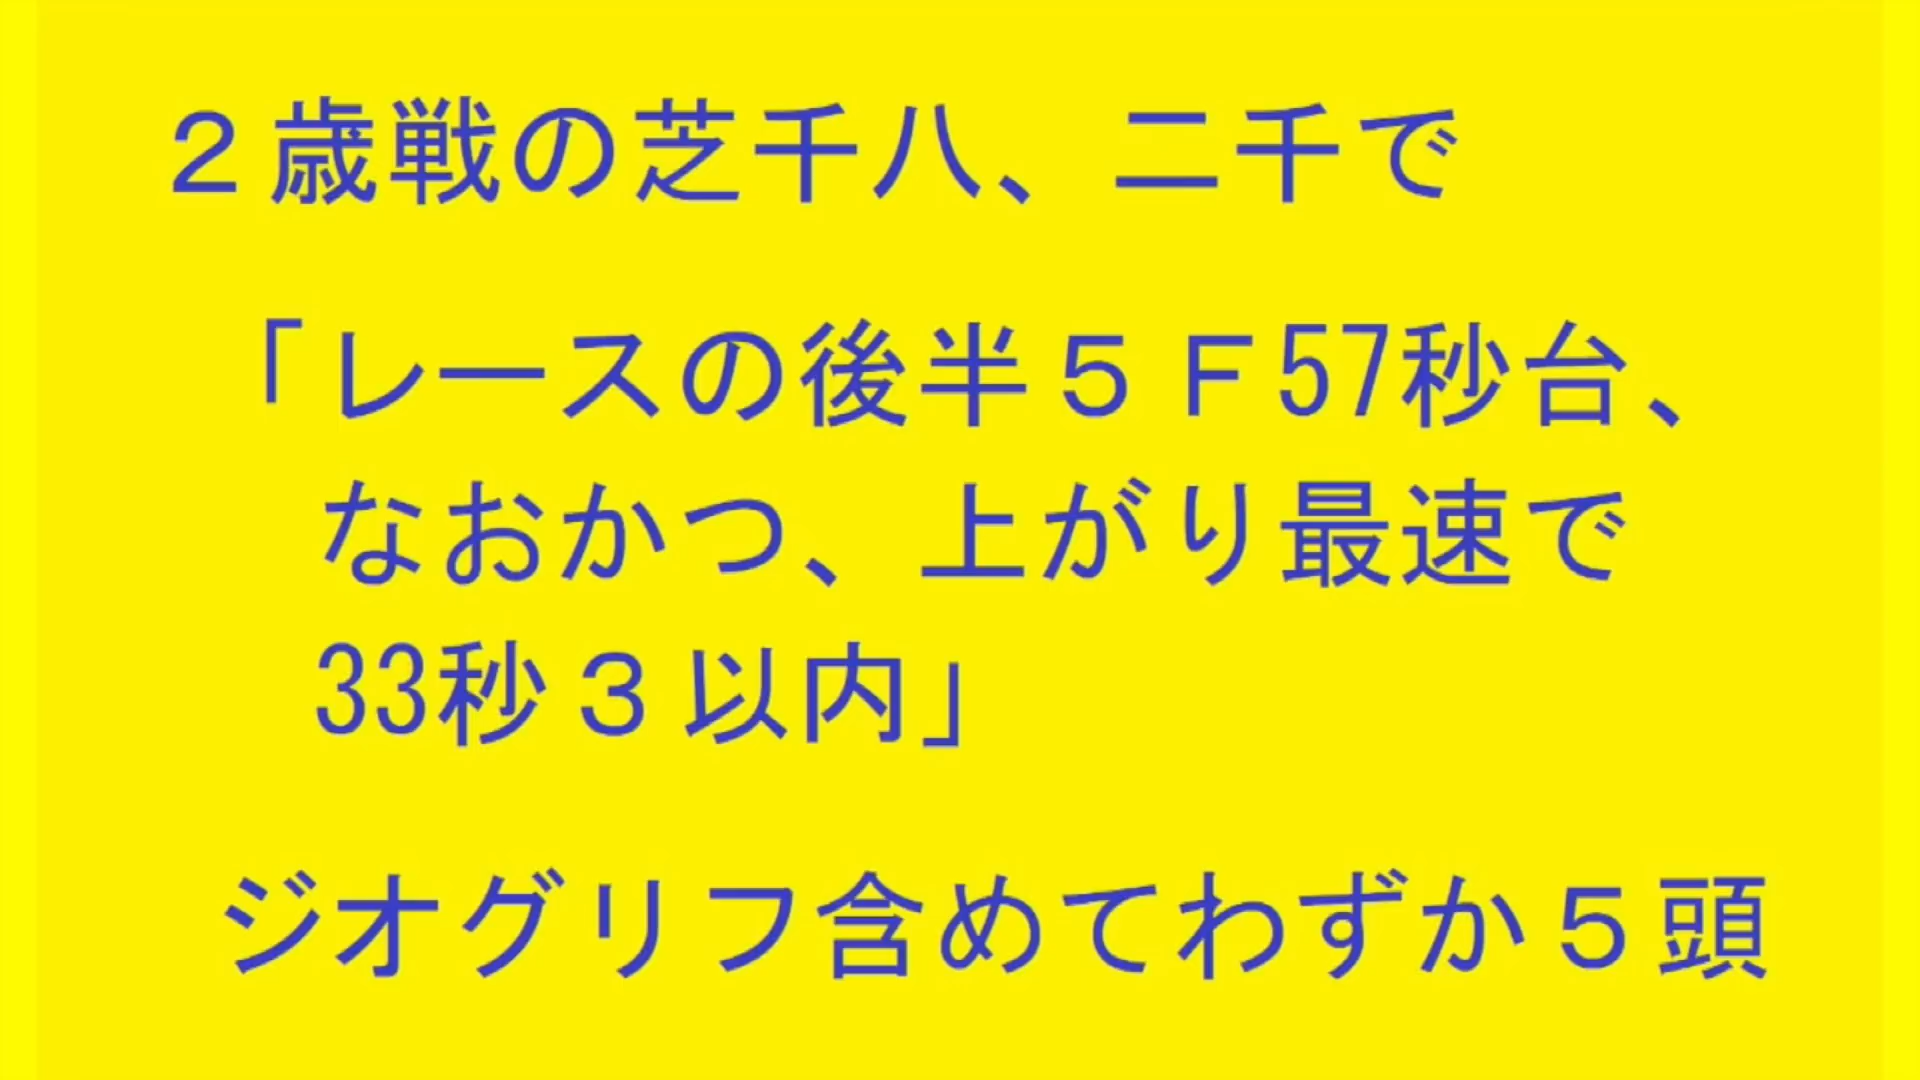 ２歳戦の芝千八、二千で
「レースの後半５Ｆ57秒台、
なおかつ、上がり最速で
33秒３以内」
ジオグリフ含めてわずか５頭